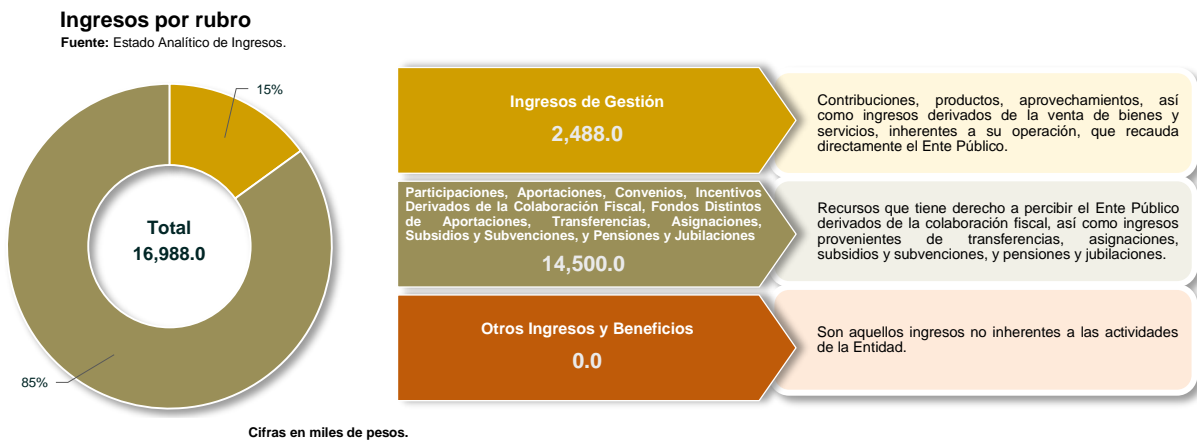 Ingresos por rubro
Fuente: Estado Analítico de Ingresos.
15%
Total
16,988.0
85%
Ingresos de Gestión
2,488.0
Contribuciones, productos, aprovechamientos, así
como ingresos derivados de la venta de bienes y
servicios, inherentes a su operación, que recauda
directamente el Ente Público.
Participaciones, Aportaciones, Convenios, Incentivos
Derivados de la Colaboración Fiscal, Fondos Distintos
de Aportaciones, Transferencias, Asignaciones,
Subsidios y Subvenciones, y Pensiones y Jubilaciones
14,500.0
Recursos que tiene derecho a percibir el Ente Público
derivados de la colaboración fiscal, así como ingresos
provenientes de transferencias, asignaciones,
subsidios y subvenciones, y pensiones y jubilaciones.
Otros Ingresos y Beneficios
0.0
Son aquellos ingresos no inherentes a las actividades
de la Entidad.
Cifras en miles de pesos.